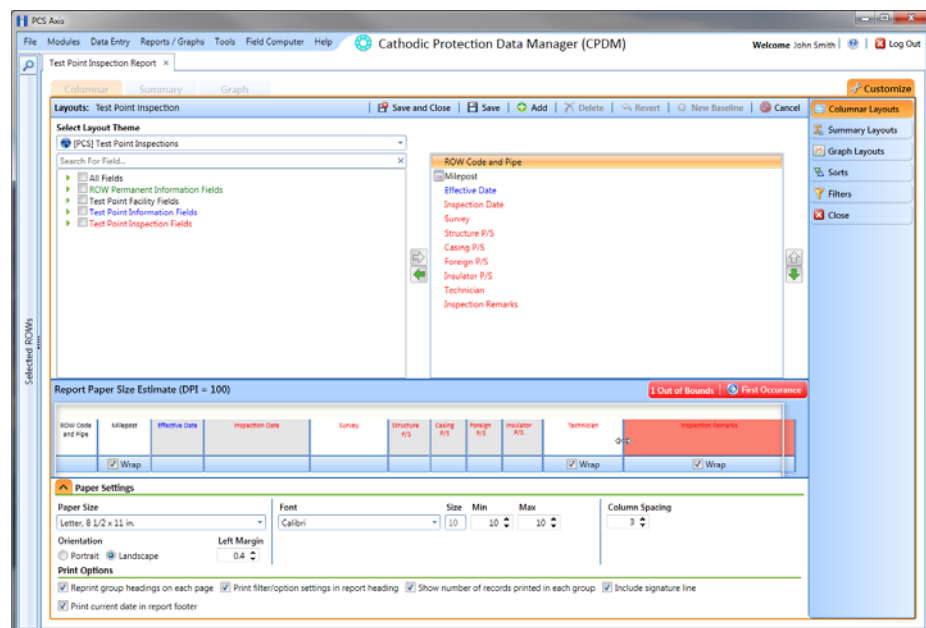 PCS Axis
File Modules Data Entry Reports / Graphs Tools Field Computer Help Cathodic Protection Data Manager (CPDM) Welcome John Smith Log Out
Test Point Inspection Report
Columnar Summary Graph Customize
Layouts: Test Point Inspection Save and Close Save Add Delete Revert New Baseline Cancel
Columnar Layouts
Summary Layouts
Graph Layouts
Sorts
Filters
Close
Select Layout Theme
[PCS] Test Point Inspections
Search For Field...
All Fields
ROW Permanent Information Fields
Test Point Facility Fields
Test Point Information Fields
Test Point Inspection Fields
ROW Code and Pipe
Milepost
Effective Date
Inspection Date
Survey
Structure P/S
Casing P/S
Foreign P/S
Insulator P/S
Technician
Inspection Remarks
Selected ROWs
Report Paper Size Estimate (DPI = 100) 1 Out of Bounds First Occurance
ROW Code and Pipe Milepost Effective Date Inspection Date Survey Structure P/S Casing P/S Foreign P/S Insulator P/S Technician Inspection Remarks
Wrap Wrap Wrap
Paper Settings
Paper Size Font Size Min Max Column Spacing
Letter, 8 1/2 x 11 in. Calibri 10 10 10 3
Orientation Left Margin
Portrait Landscape 0.4
Print Options
Reprint group headings on each page Print filter/option settings in report heading Show number of records printed in each group Include signature line
Print current date in report footer